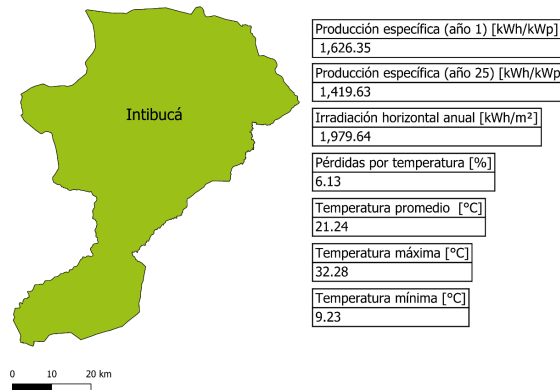 Intibucá
Producción específica (año 1) [kWh/kWp]
1,626.35
Producción específica (año 25) [kWh/kWp
1,419.63
Irradiación horizontal anual [kWh/m²]
1,979.64
Pérdidas por temperatura [%]
6.13
Temperatura promedio [°C]
21.24
Temperatura máxima [°C]
32.28
Temperatura mínima [°C]
9.23
0 10 20 km